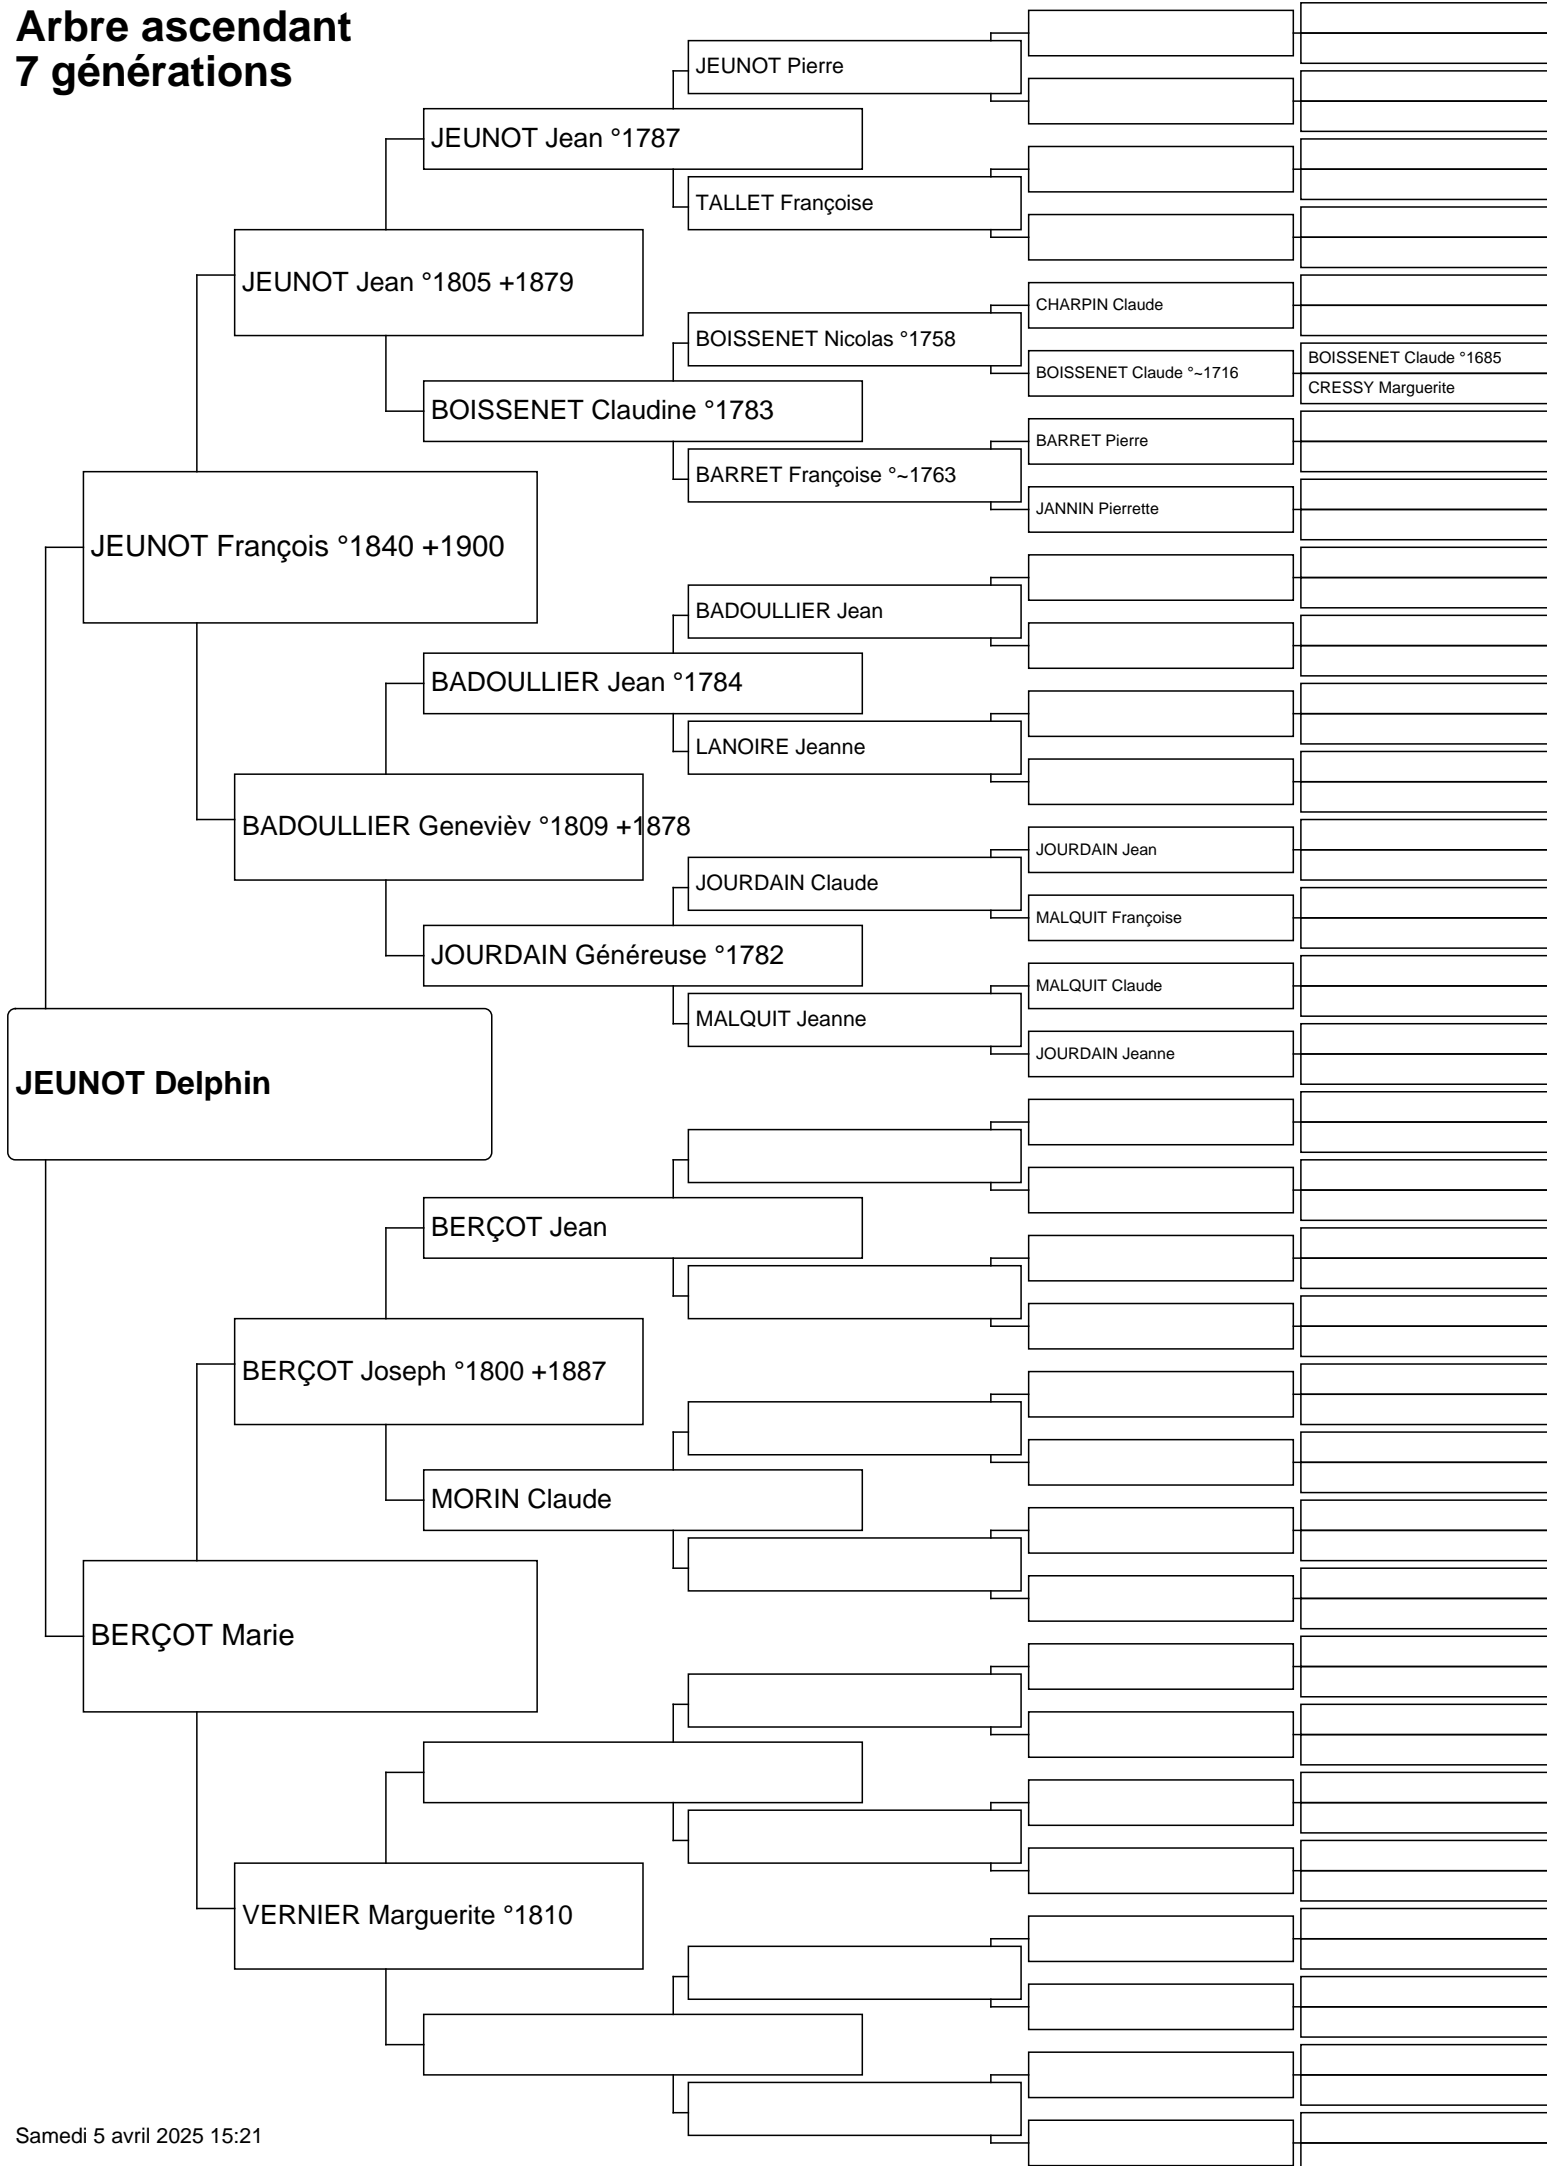 Arbre ascendant
7 générations
JEUNOT Pierre
JEUNOT Jean °1787
TALLET Françoise
JEUNOT Jean °1805 +1879
CHARPIN Claude
BOISSENET Nicolas °1758
BOISSENET Claude °~1716
BOISSENET Claude °1685
CRESSY Marguerite
BOISSENET Claudine °1783
BARRET Pierre
BARRET Françoise °~1763
JANNIN Pierrette
JEUNOT François °1840 +1900
BADOULLIER Jean
BADOULLIER Jean °1784
LANOIRE Jeanne
BADOULLIER Genevièv °1809 +1878
JOURDAIN Jean
JOURDAIN Claude
MALQUIT Françoise
JOURDAIN Généreuse °1782
MALQUIT Claude
MALQUIT Jeanne
JOURDAIN Jeanne
JEUNOT Delphin
BERÇOT Jean
BERÇOT Joseph °1800 +1887
MORIN Claude
BERÇOT Marie
VERNIER Marguerite °1810
Samedi 5 avril 2025 15:21